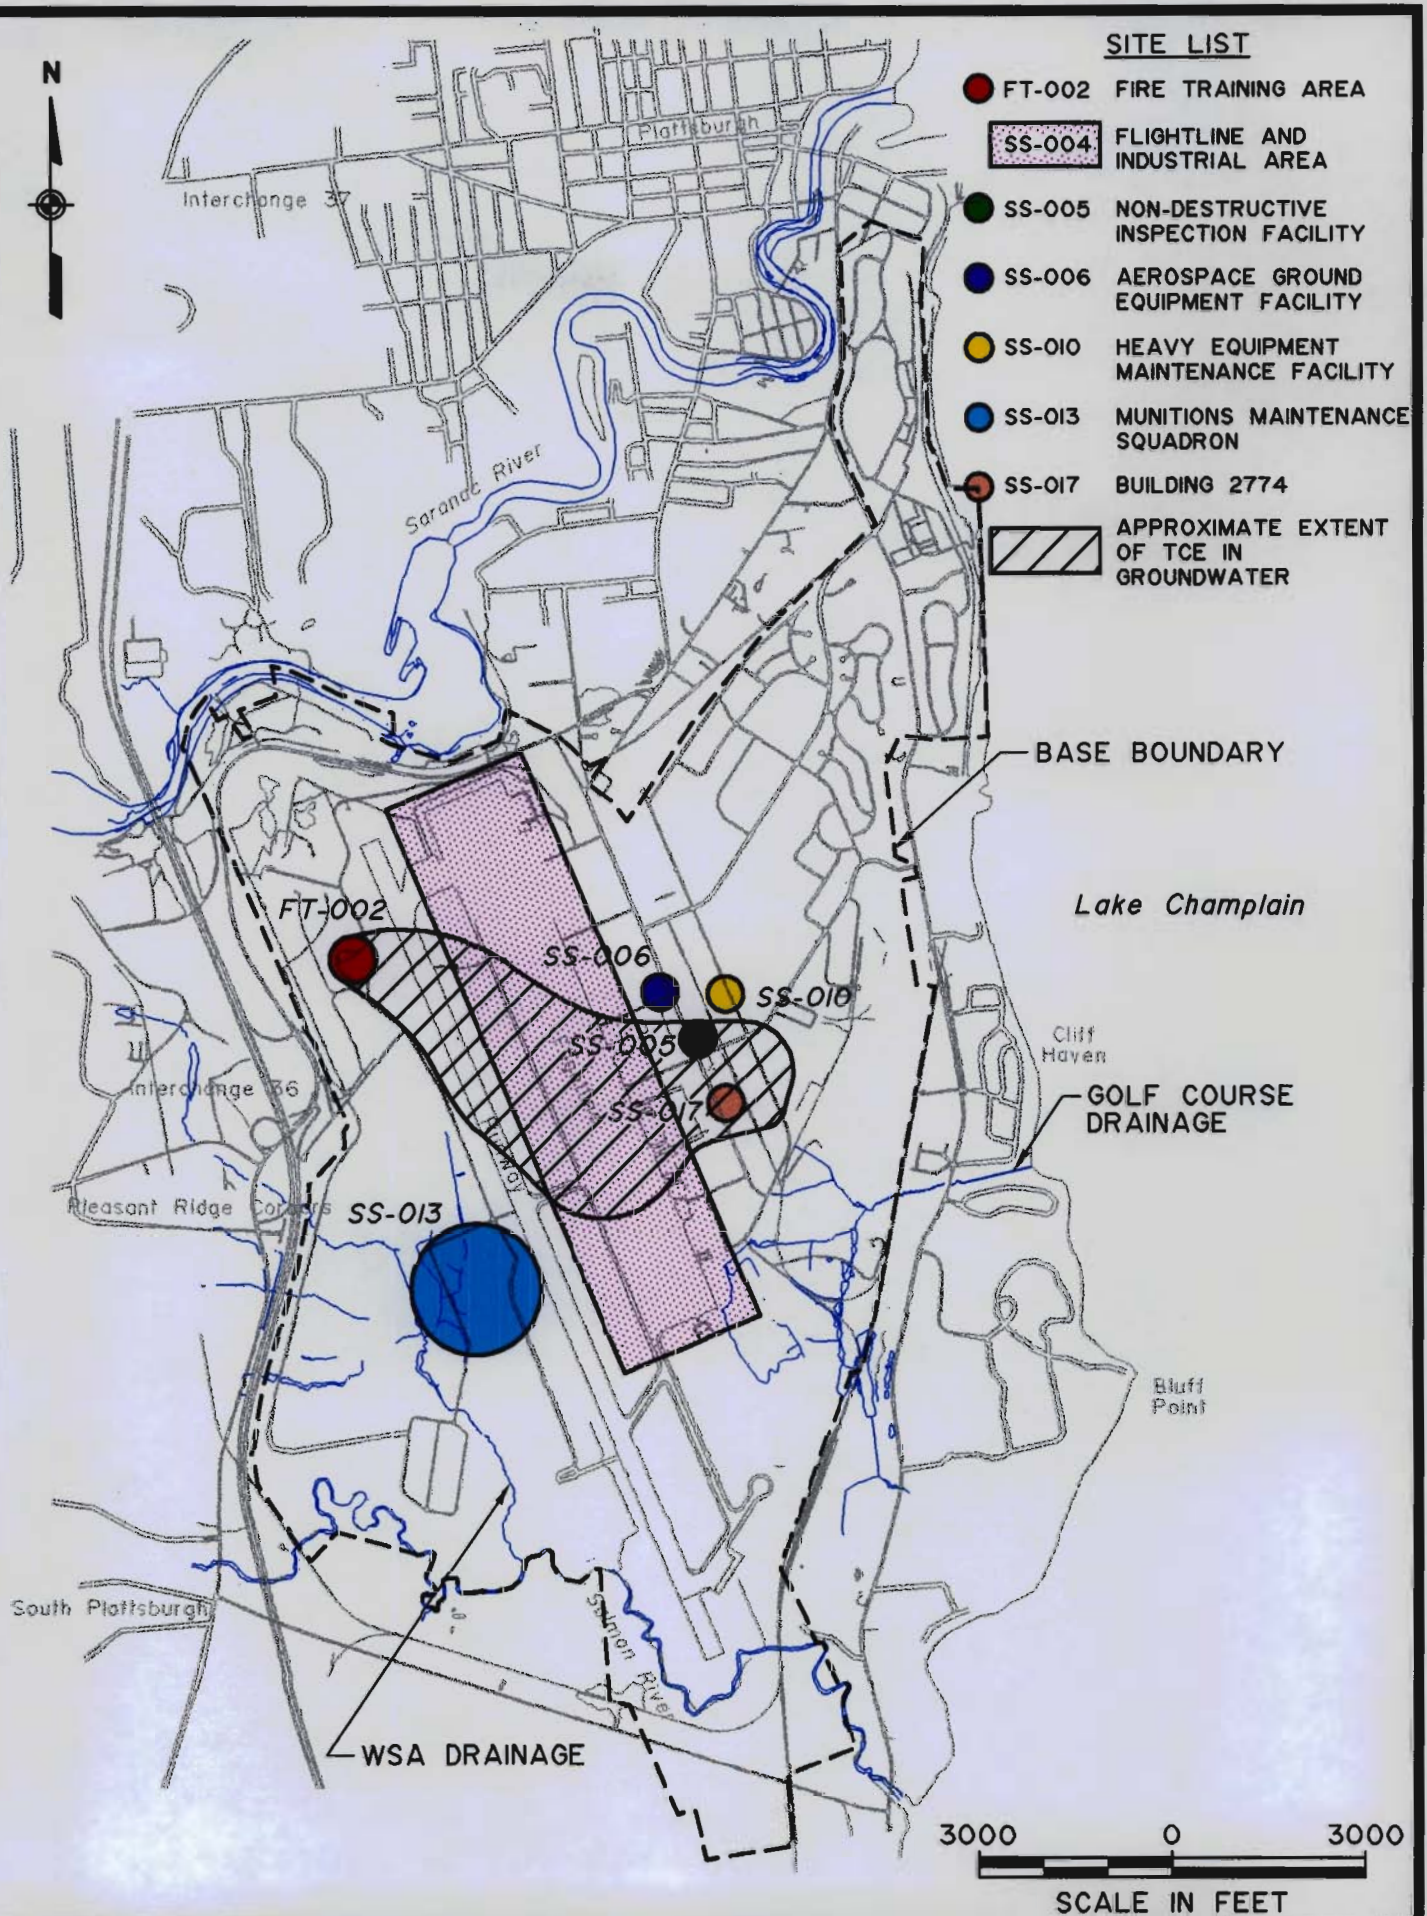 SITE LIST
FT-002 FIRE TRAINING AREA
SS-004 FLIGHTLINE AND
INDUSTRIAL AREA
SS-005 NON-DESTRUCTIVE
INSPECTION FACILITY
SS-006 AEROSPACE GROUND
EQUIPMENT FACILITY
SS-010 HEAVY EQUIPMENT
MAINTENANCE FACILITY
SS-013 MUNITIONS MAINTENANCE
SQUADRON
SS-017 BUILDING 2774
APPROXIMATE EXTENT
OF TCE IN
GROUNDWATER
N
Plattsburgh
Interchange 37
Saranac River
BASE BOUNDARY
Lake Champlain
FT-002
SS-006
SS-010
SS-005
Cliff
Haven
Interchange 36
SS-017
GOLF COURSE
DRAINAGE
Runway
Pleasant Ridge Corners
SS-013
Bluff
Point
South Plattsburgh
Salmon River
WSA DRAINAGE
3000 0 3000
SCALE IN FEET